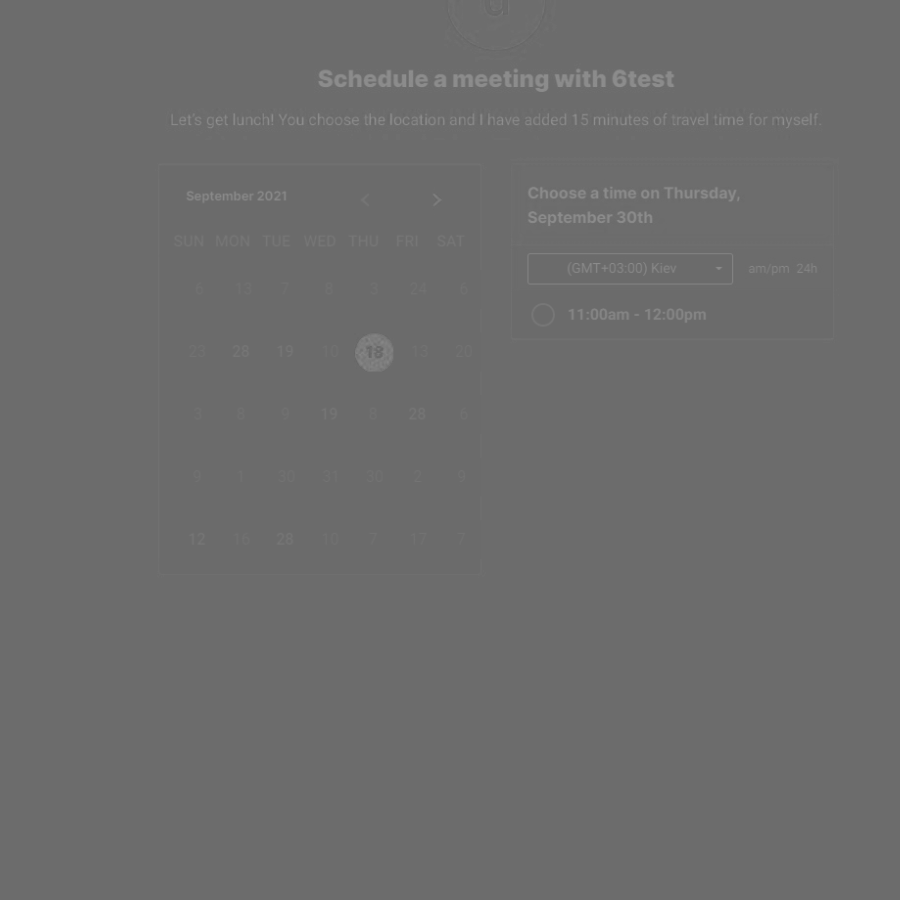 Schedule a meeting with 6test
Let's get lunch! You choose the location and I have added 15 minutes of travel time for myself.
September 2021
SUN MON TUE WED THU FRI SAT
6 13 7 8 3 24 6
23 28 19 10 18 13 20
3 8 9 19 8 28 6
9 1 30 31 30 2 9
12 16 28 10 7 17 7
Choose a time on Thursday,
September 30th
(GMT+03:00) Kiev am/pm 24h
11:00am - 12:00pm